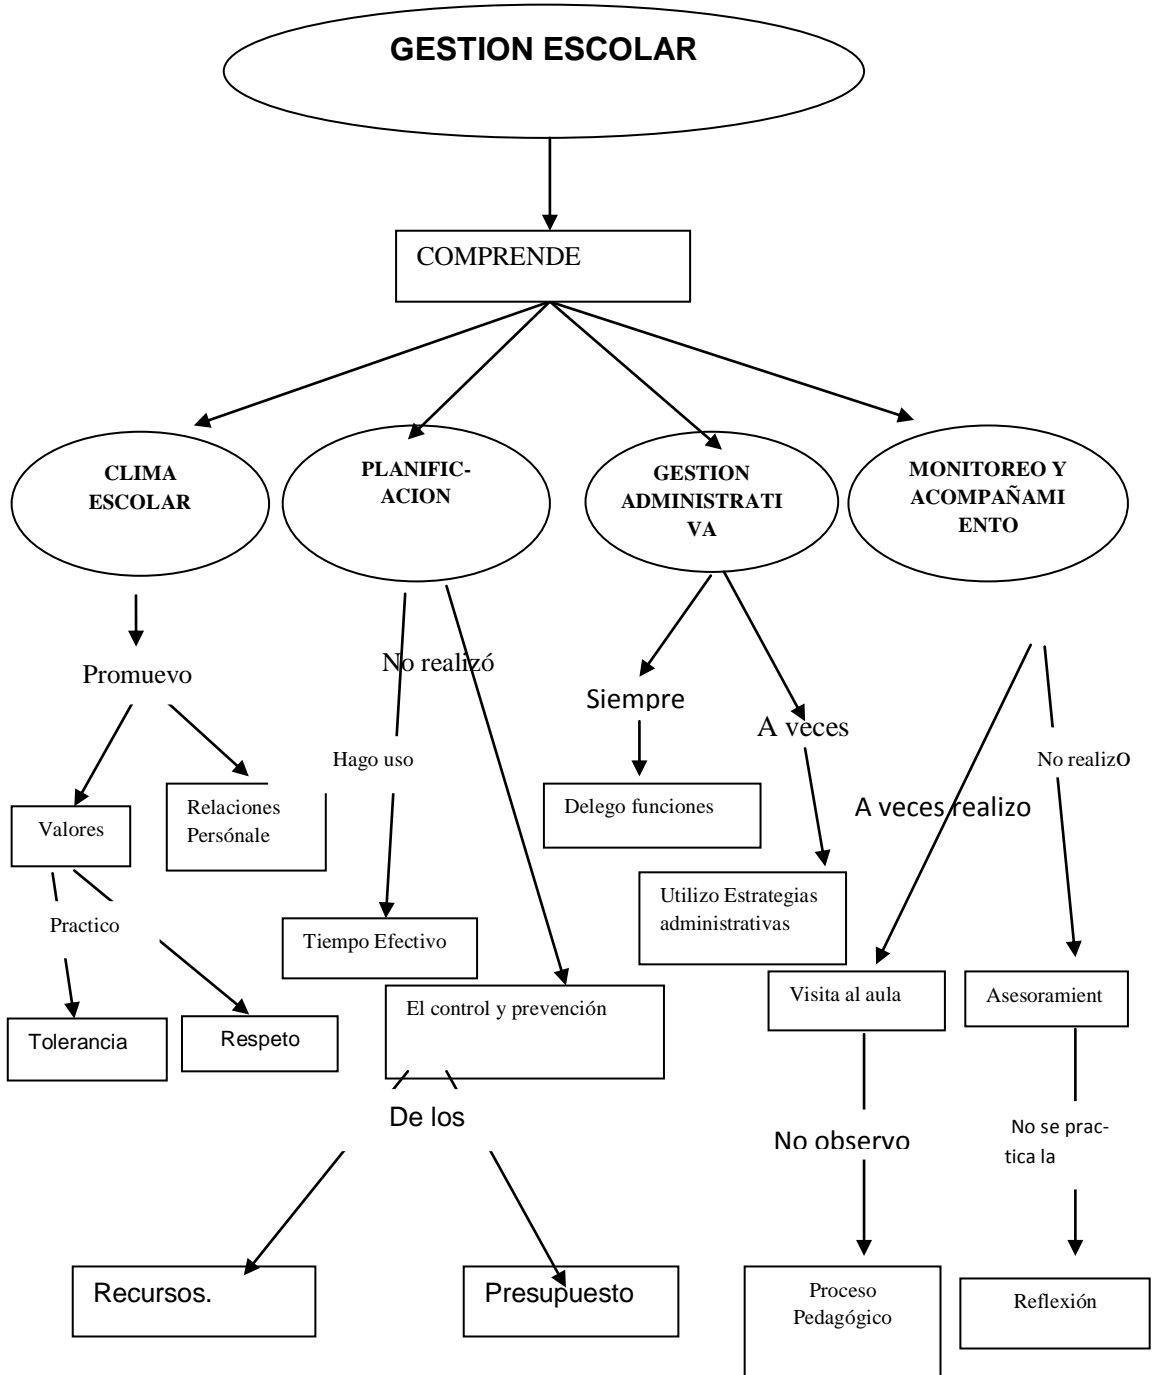 GESTION ESCOLAR
COMPRENDE
CLIMA
ESCOLAR
PLANIFIC-
ACION
GESTION
ADMINISTRATI
VA
MONITOREO Y
ACOMPAÑAMI
ENTO
Promuevo
No realizó
Siempre
A veces
Hago uso
No realizO
Valores
Relaciones
Persónale
Delego funciones
A veces realizo
Utilizo Estrategias
administrativas
Practico
Tiempo Efectivo
Visita al aula
Asesoramient
El control y prevención
Tolerancia
Respeto
De los
No observo
No se prac-
tica la
Recursos.
Presupuesto
Proceso
Pedagógico
Reflexión